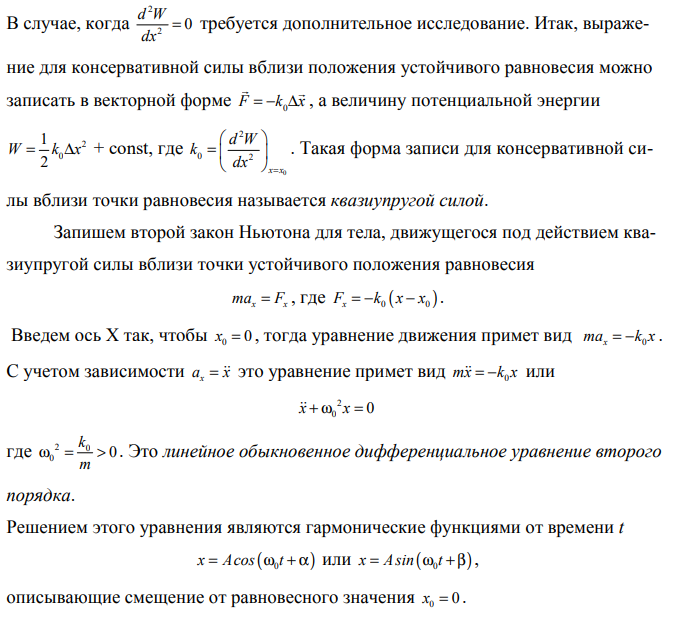 В случае, когда d²W/dx² = 0 требуется дополнительное исследование. Итак, выраже-
ние для консервативной силы вблизи положения устойчивого равновесия можно
записать в векторной форме F⃗ = −k₀Δx⃗ , а величину потенциальной энергии
W = 1/2 k₀Δx² + const, где k₀ = (d²W/dx²)ₓ₌ₓ₀ . Такая форма записи для консервативной си-
лы вблизи точки равновесия называется квазиупругой силой.
Запишем второй закон Ньютона для тела, движущегося под действием ква-
зиупругой силы вблизи точки устойчивого положения равновесия
maₓ = Fₓ , где Fₓ = −k₀(x − x₀).
Введем ось X так, чтобы x₀ = 0, тогда уравнение движения примет вид maₓ = −k₀x .
С учетом зависимости aₓ = ẍ это уравнение примет вид mẍ = −k₀x или
ẍ + ω₀²x = 0
где ω₀² = k₀/m > 0. Это линейное обыкновенное дифференциальное уравнение второго
порядка.
Решением этого уравнения являются гармонические функциями от времени t
x = Acos(ω₀t + α) или x = Asin(ω₀t + β),
описывающие смещение от равновесного значения x₀ = 0.